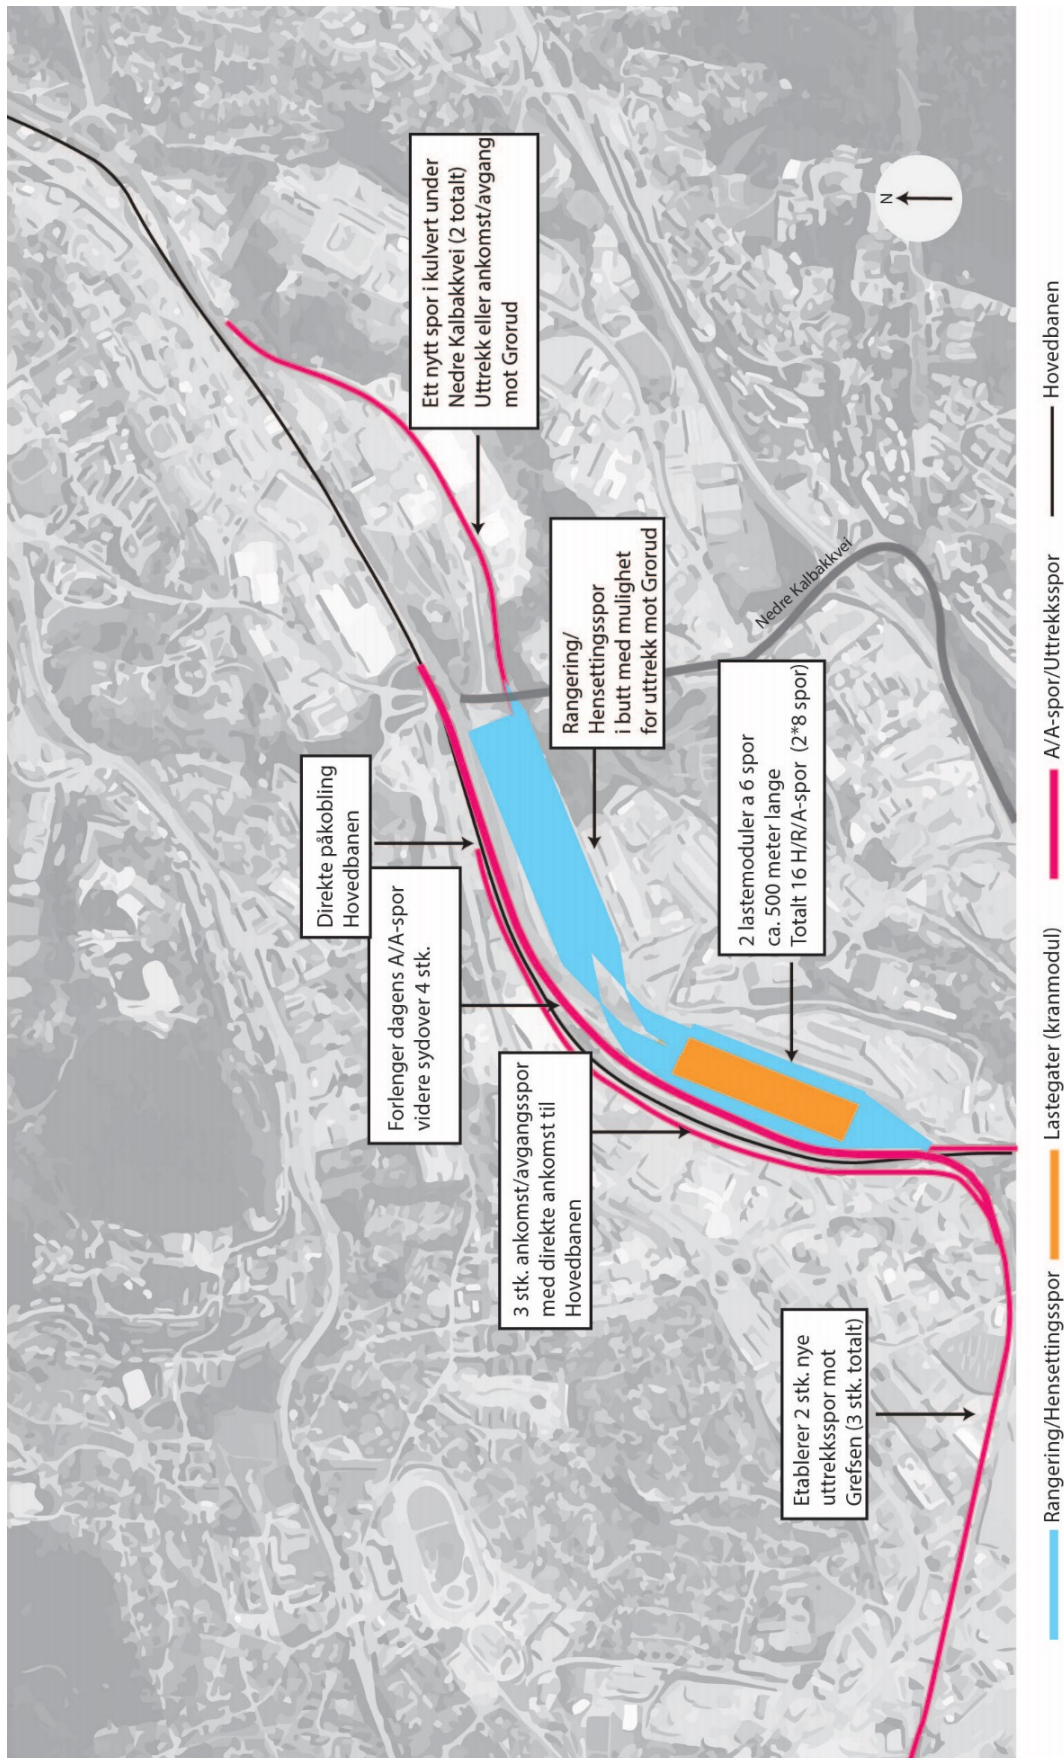 Ett nytt spor i kulvert under
Nedre Kalbakkvei (2 totalt)
Uttrekk eller ankomst/avgang
mot Grorud
N
Direkte påkobling
Hovedbanen
Forlenger dagens A/A-spor
videre sydover 4 stk.
Rangering/
Hensettingsspor
i butt med mulighet
for uttrekk mot Grorud
Nedre Kalbakkvei
3 stk. ankomst/avgangsspor
med direkte ankomst til
Hovedbanen
2 lastemoduler a 6 spor
ca. 500 meter lange
Totalt 16 H/R/A-spor (2*8 spor)
Etablerer 2 stk. nye
uttrekksspor mot
Grefsen (3 stk. totalt)
Rangering/Hensettingsspor
Lastegater (kranmodul)
A/A-spor/Uttrekksspor
Hovedbanen